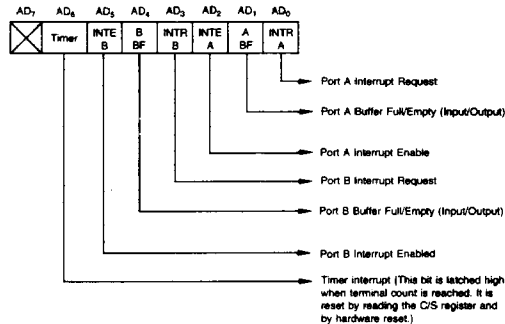 AD7 AD6 AD5 AD4 AD3 AD2 AD1 AD0
Timer INTE B B BF INTR B INTE A A BF INTR A
Port A Interrupt Request
Port A Buffer Full/Empty (Input/Output)
Port A Interrupt Enable
Port B Interrupt Request
Port B Buffer Full/Empty (Input/Output)
Port B Interrupt Enabled
Timer interrupt (This bit is latched high
when terminal count is reached. It is
reset by reading the C/S register and
by hardware reset.)